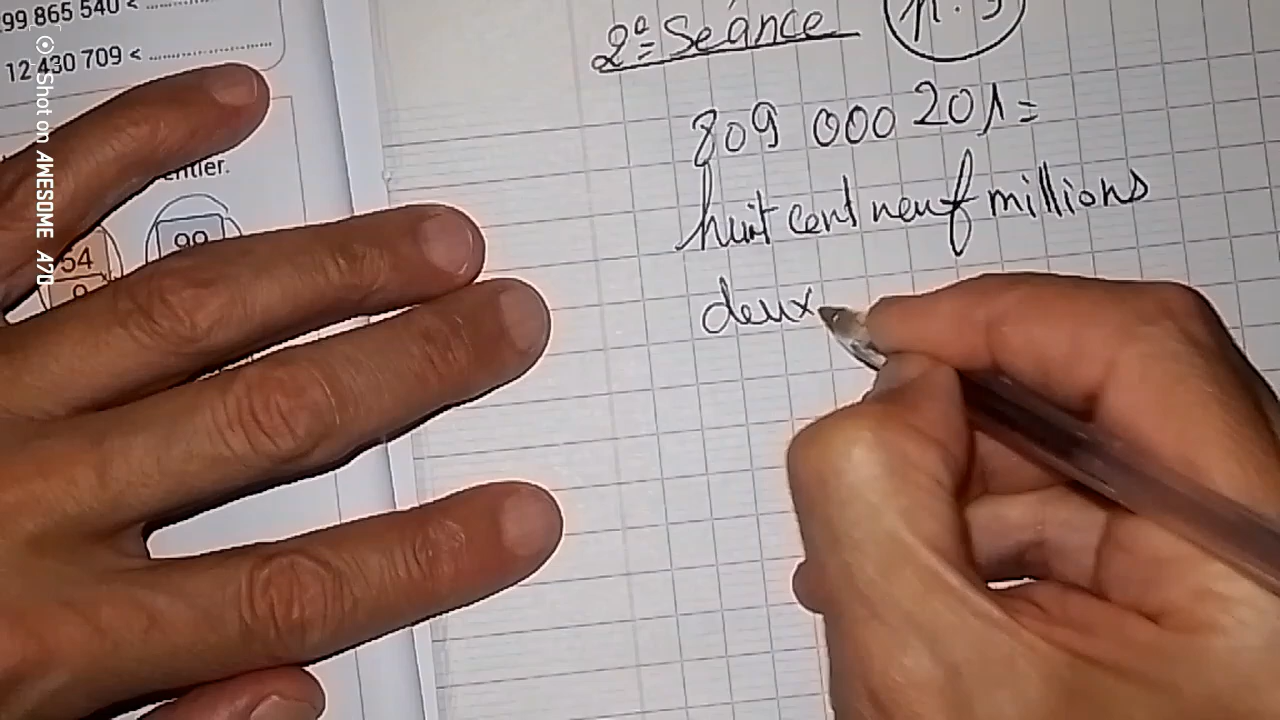 99 865 540 < ..............
12 430 709 < ..............
entier.
54
99
2ᵉ = Séance
809 000 201 =
huit cent neuf millions
deux
Shot on AWESOME A70